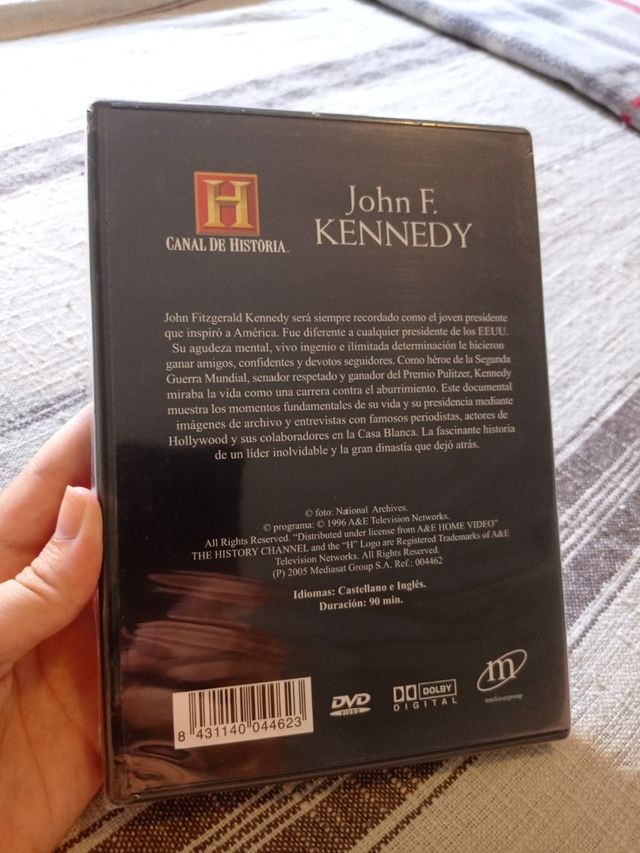 H
CANAL DE HISTORIA
John F.
KENNEDY
John Fitzgerald Kennedy será siempre recordado como el joven presidente
que inspiró a América. Fue diferente a cualquier presidente de los EEUU.
Su agudeza mental, vivo ingenio e ilimitada determinación le hicieron
ganar amigos, confidentes y devotos seguidores. Como héroe de la Segunda
Guerra Mundial, senador respetado y ganador del Premio Pulitzer, Kennedy
miraba la vida como una carrera contra el aburrimiento. Este documental
muestra los momentos fundamentales de su vida y su presidencia mediante
imágenes de archivo y entrevistas con famosos periodistas, actores de
Hollywood y sus colaboradores en la Casa Blanca. La fascinante historia
de un líder inolvidable y la gran dinastía que dejó atrás.
© foto: National Archives.
© programa: © 1996 A&E Television Networks.
All Rights Reserved. "Distributed under license from A&E HOME VIDEO"
THE HISTORY CHANNEL and the "H" Logo are Registered Trademarks of A&E
Television Networks. All Rights Reserved.
(P) 2005 Mediasat Group S.A. Ref.: 004462
Idiomas: Castellano e Inglés.
Duración: 90 min.
8 431140 044623
DVD
VIDEO
DOLBY
DIGITAL
m
mediasatgroup